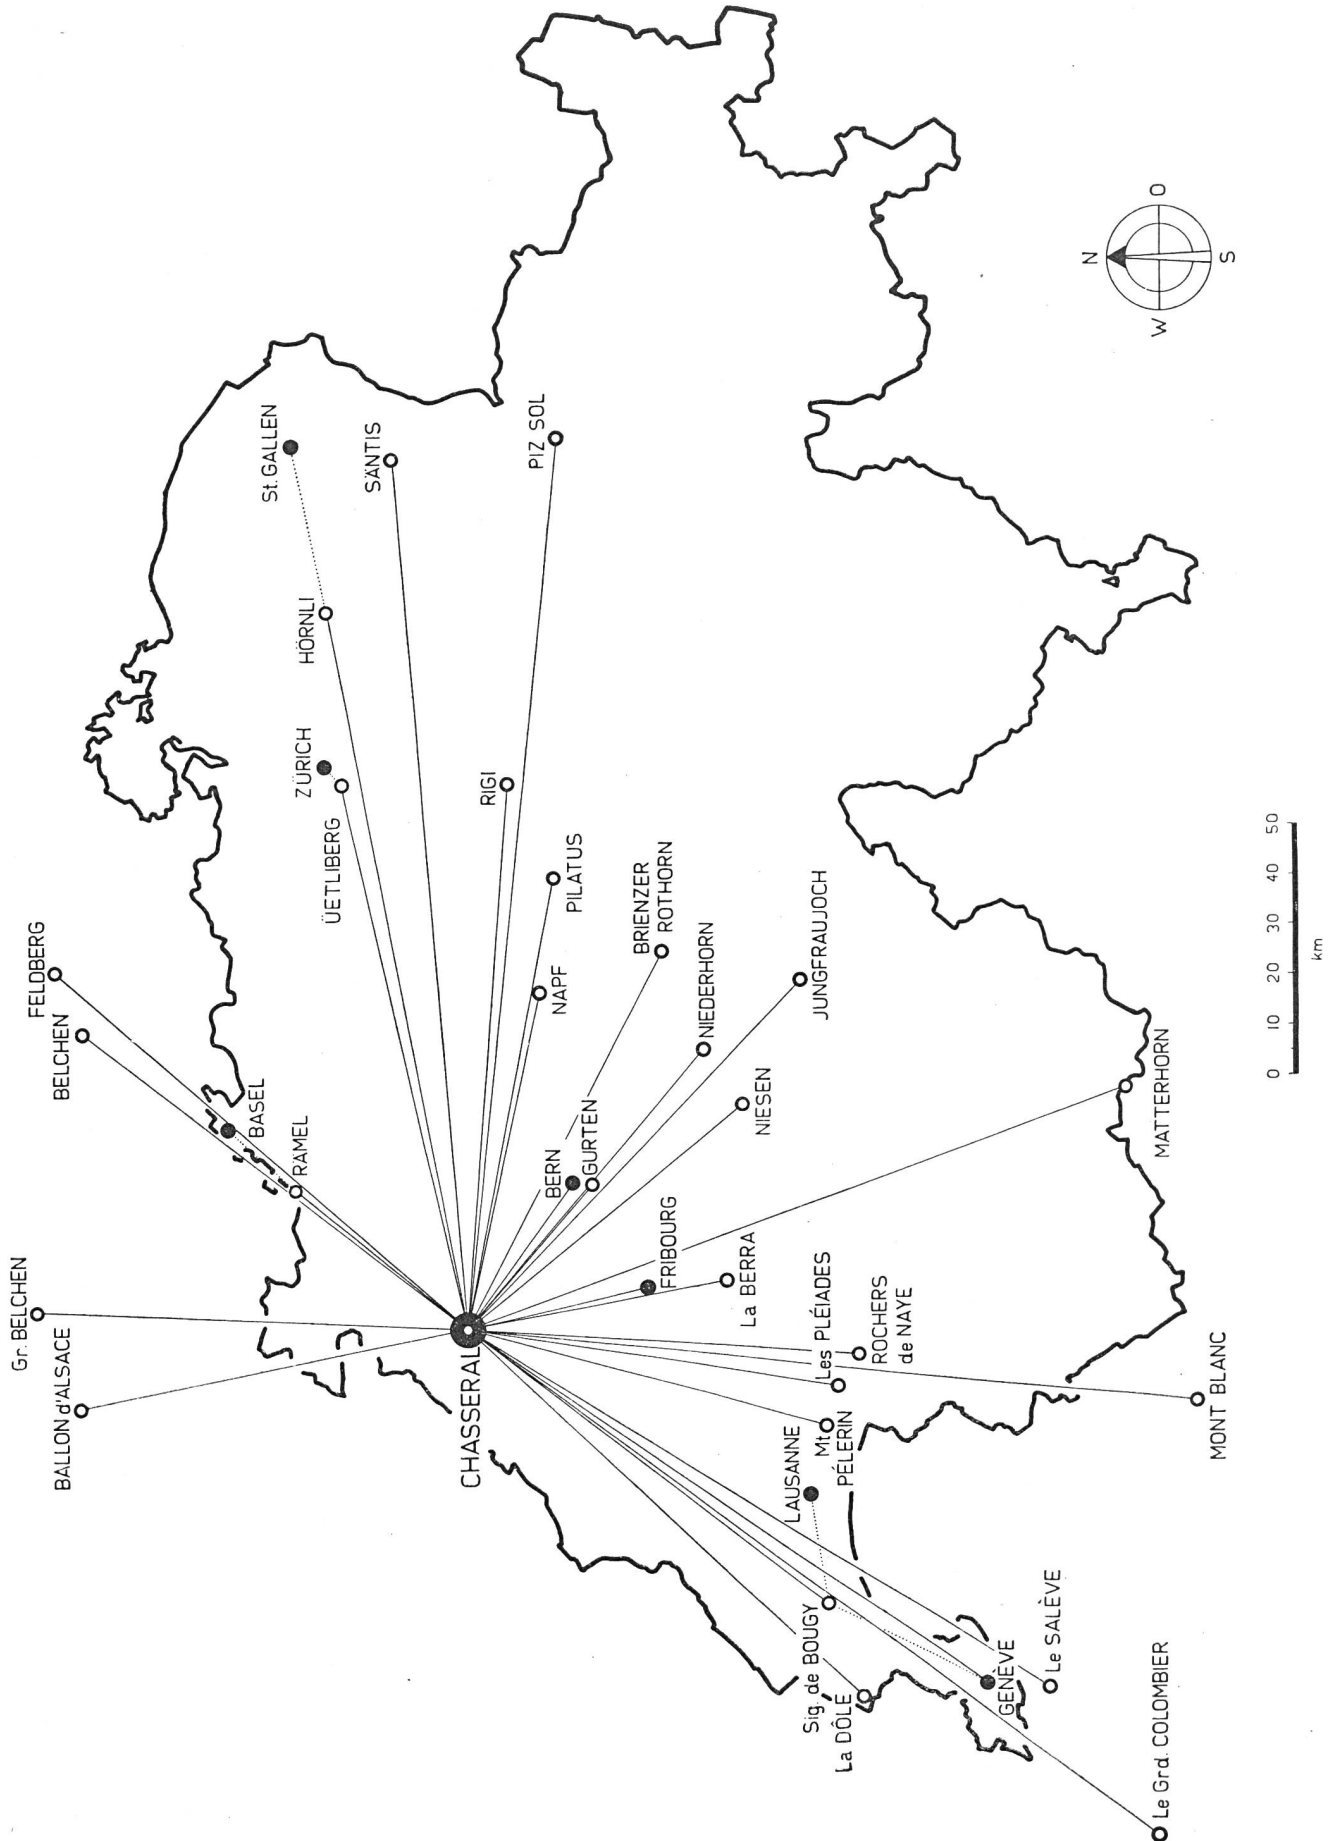 Gr. BELCHEN
BALLON d'ALSACE
FELDBERG
BELCHEN
BASEL
RAMEL
CHASSERAL
ZÜRICH
ÜETLIBERG
HÖRNLI
St. GALLEN
SÄNTIS
PIZ SOL
RIGI
PILATUS
NAPF
BRIENZER
ROTHORN
NIEDERHORN
JUNGFRAUJOCH
NIESEN
BERN
GURTEN
FRIBOURG
La BERRA
MATTERHORN
Les PLÉIADES
ROCHERS
de NAYE
MONT BLANC
Mt
PÉLERIN
LAUSANNE
Sig. de BOUGY
La DÔLE
GENÈVE
Le SALÈVE
Le Grd. COLOMBIER
N
W
O
S
0 10 20 30 40 50
km